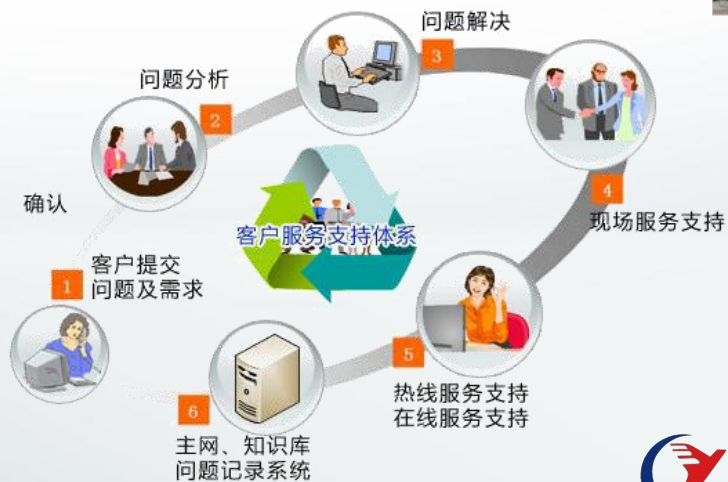 问题解决
3
问题分析
2
确认
客户服务支持体系
4
现场服务支持
1
客户提交
问题及需求
5
热线服务支持
在线服务支持
6
主网、知识库
问题记录系统